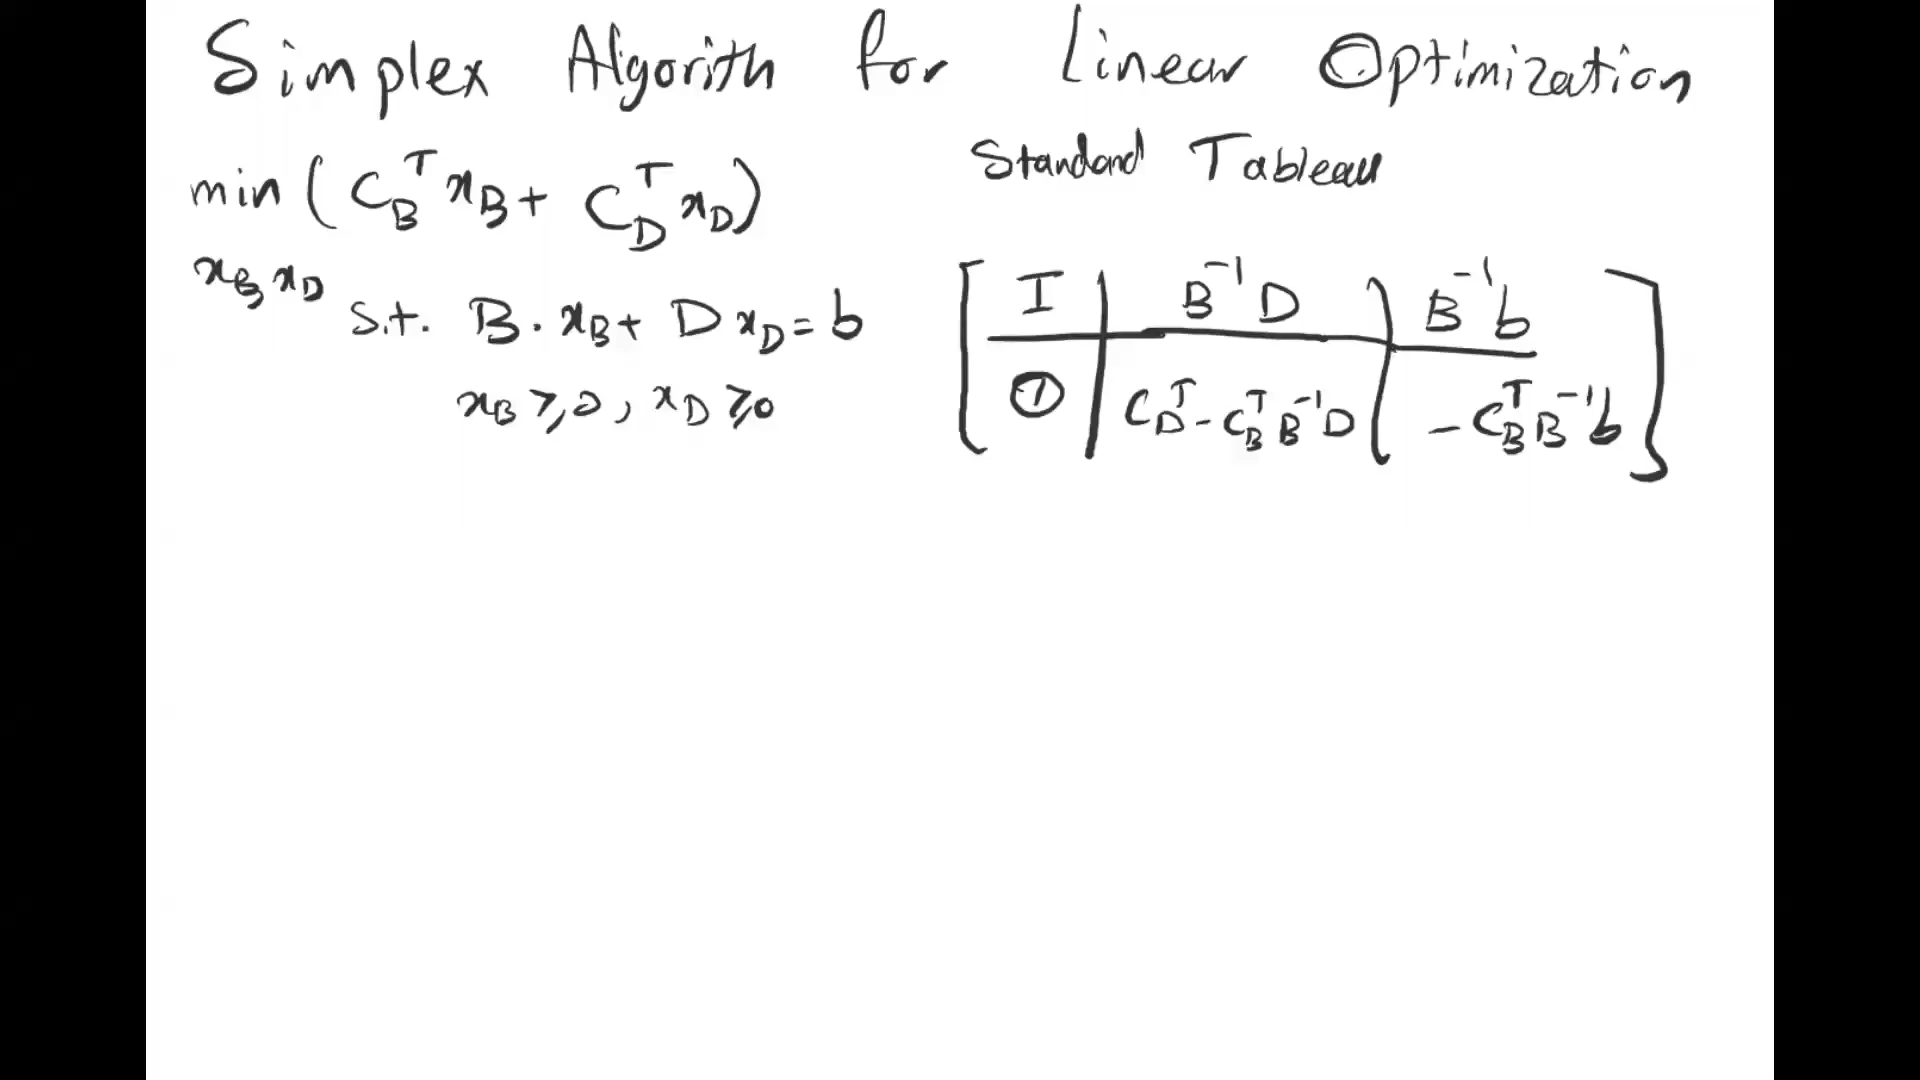 Simplex Algorith for Linear Optimization
min ( C_B^T x_B + C_D^T x_D )
x_B, x_D
s.t. B . x_B + D x_D = b
x_B ⩾ 0 , x_D ⩾ 0
Standard Tableau
I | B^{-1} D | B^{-1} b
C_D^T - C_B^T B^{-1} D | - C_B^T B^{-1} b